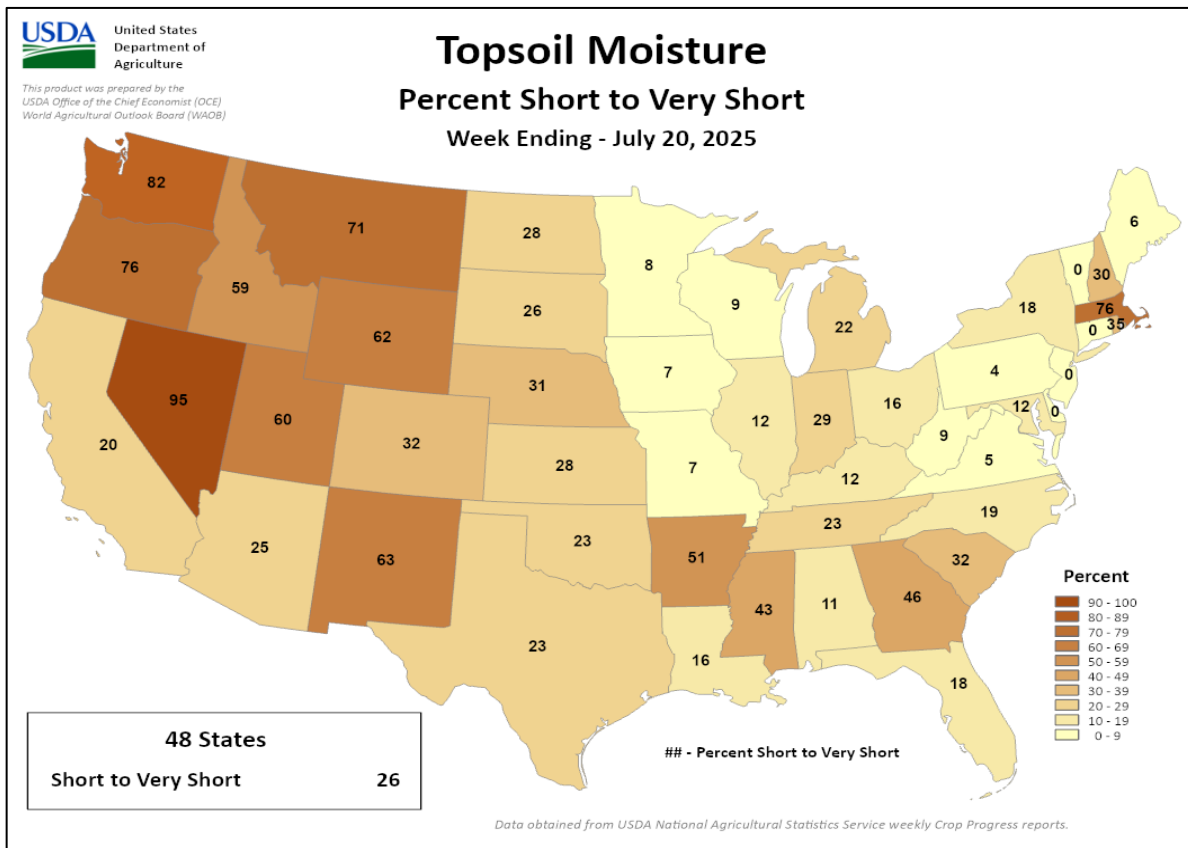 USDA
United States
Department of
Agriculture
This product was prepared by the
USDA Office of the Chief Economist (OCE)
World Agricultural Outlook Board (WAOB)
Topsoil Moisture
Percent Short to Very Short
Week Ending - July 20, 2025
82
71
28
8
6
76
59
26
9
22
18
0
30
76
0
35
62
31
7
4
0
95
60
32
20
28
7
12
29
16
12
0
9
5
12
25
63
23
51
23
19
32
43
11
46
23
16
18
Percent
90 - 100
80 - 89
70 - 79
60 - 69
50 - 59
40 - 49
30 - 39
20 - 29
10 - 19
0 - 9
48 States
Short to Very Short 26
## - Percent Short to Very Short
Data obtained from USDA National Agricultural Statistics Service weekly Crop Progress reports.